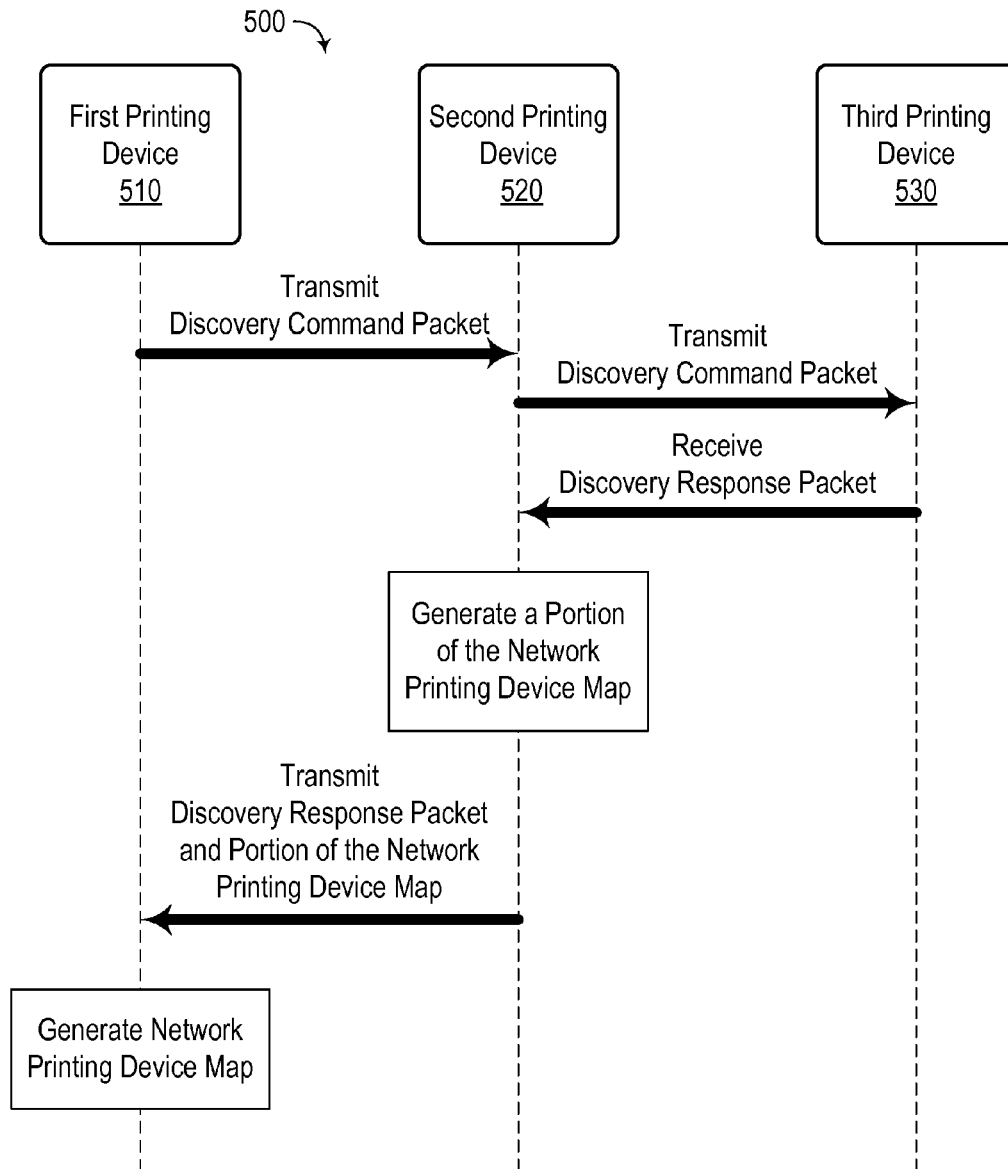 500
First Printing
Device
510
Second Printing
Device
520
Third Printing
Device
530
Transmit
Discovery Command Packet
Transmit
Discovery Command Packet
Receive
Discovery Response Packet
Generate a Portion
of the Network
Printing Device Map
Transmit
Discovery Response Packet
and Portion of the Network
Printing Device Map
Generate Network
Printing Device Map